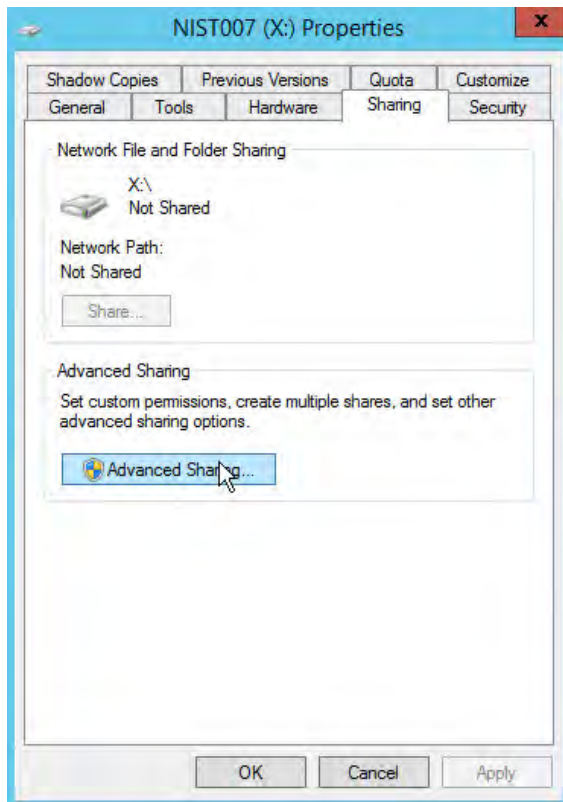 NIST007 (X:) Properties
x
Shadow Copies Previous Versions Quota Customize
General Tools Hardware Sharing Security
Network File and Folder Sharing
X:\
Not Shared
Network Path:
Not Shared
Share...
Advanced Sharing
Set custom permissions, create multiple shares, and set other
advanced sharing options.
Advanced Sharing...
OK Cancel Apply